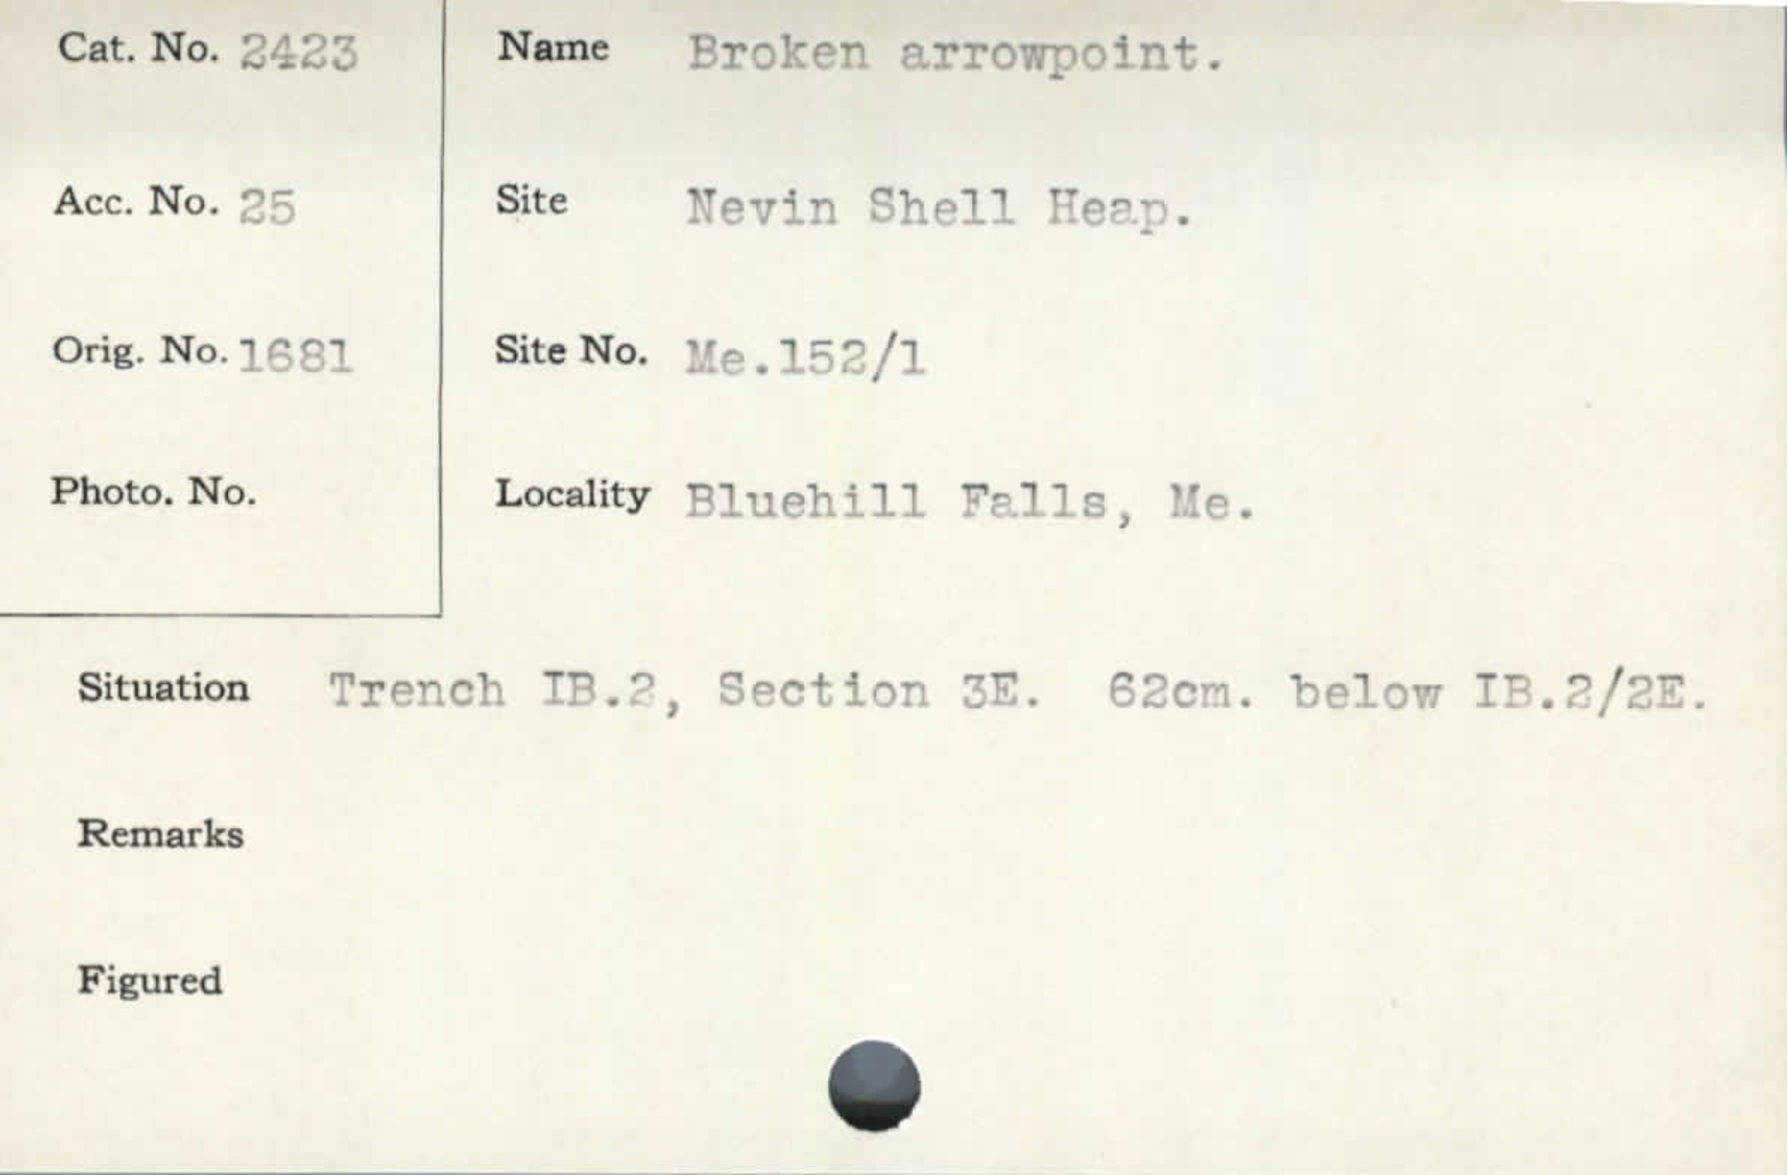 Cat. No. 2423
Name Broken arrowpoint.
Acc. No. 25
Site Nevin Shell Heap.
Orig. No. 1681
Site No. Me.152/1
Photo. No.
Locality Bluehill Falls, Me.
Situation Trench IB.2, Section 3E. 62cm. below IB.2/2E.
Remarks
Figured